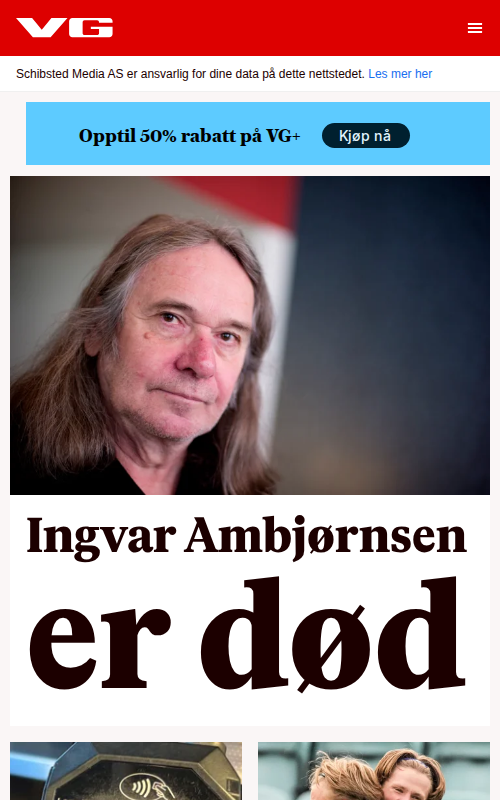 VG
Schibsted Media AS er ansvarlig for dine data på dette nettstedet. Les mer her
Opptil 50% rabatt på VG+ Kjøp nå
Ingvar Ambjørnsen
er død